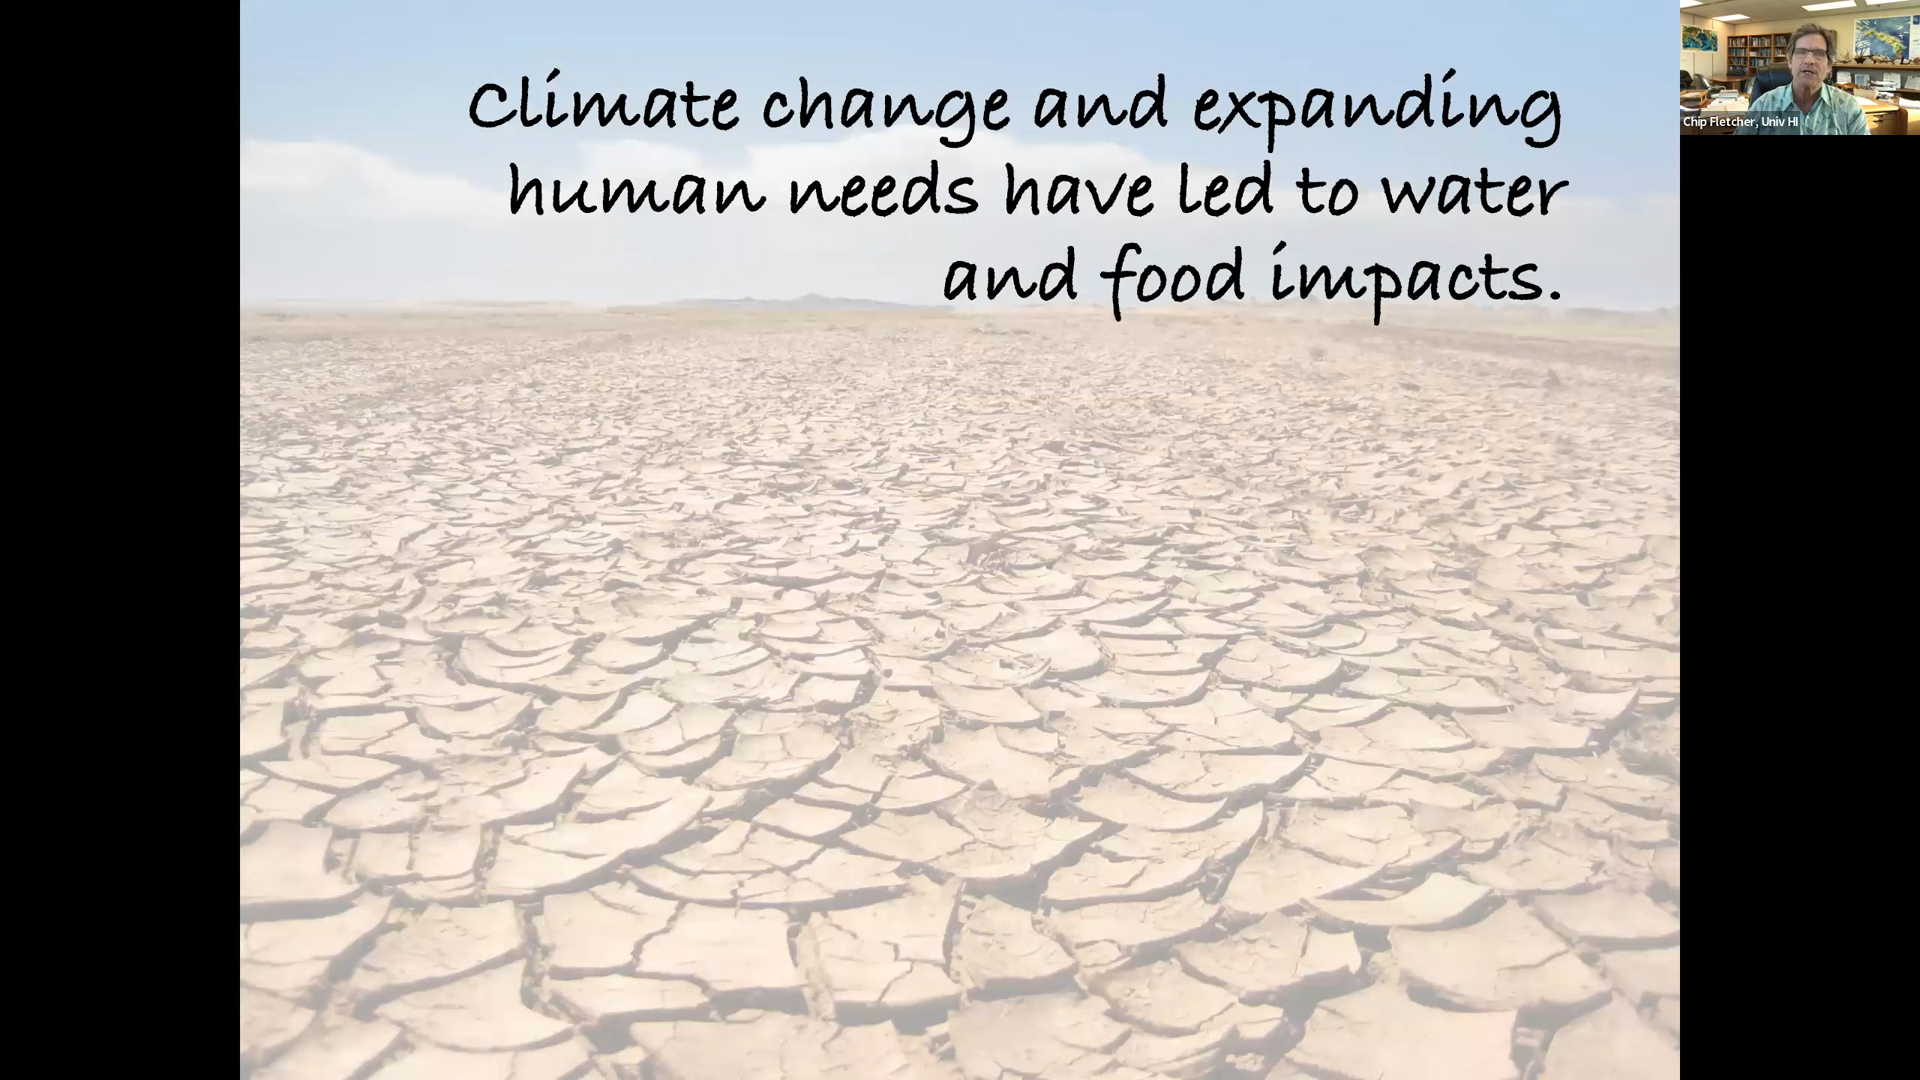 Climate change and expanding
human needs have led to water
and food impacts.
Chip Fletcher, Univ HI